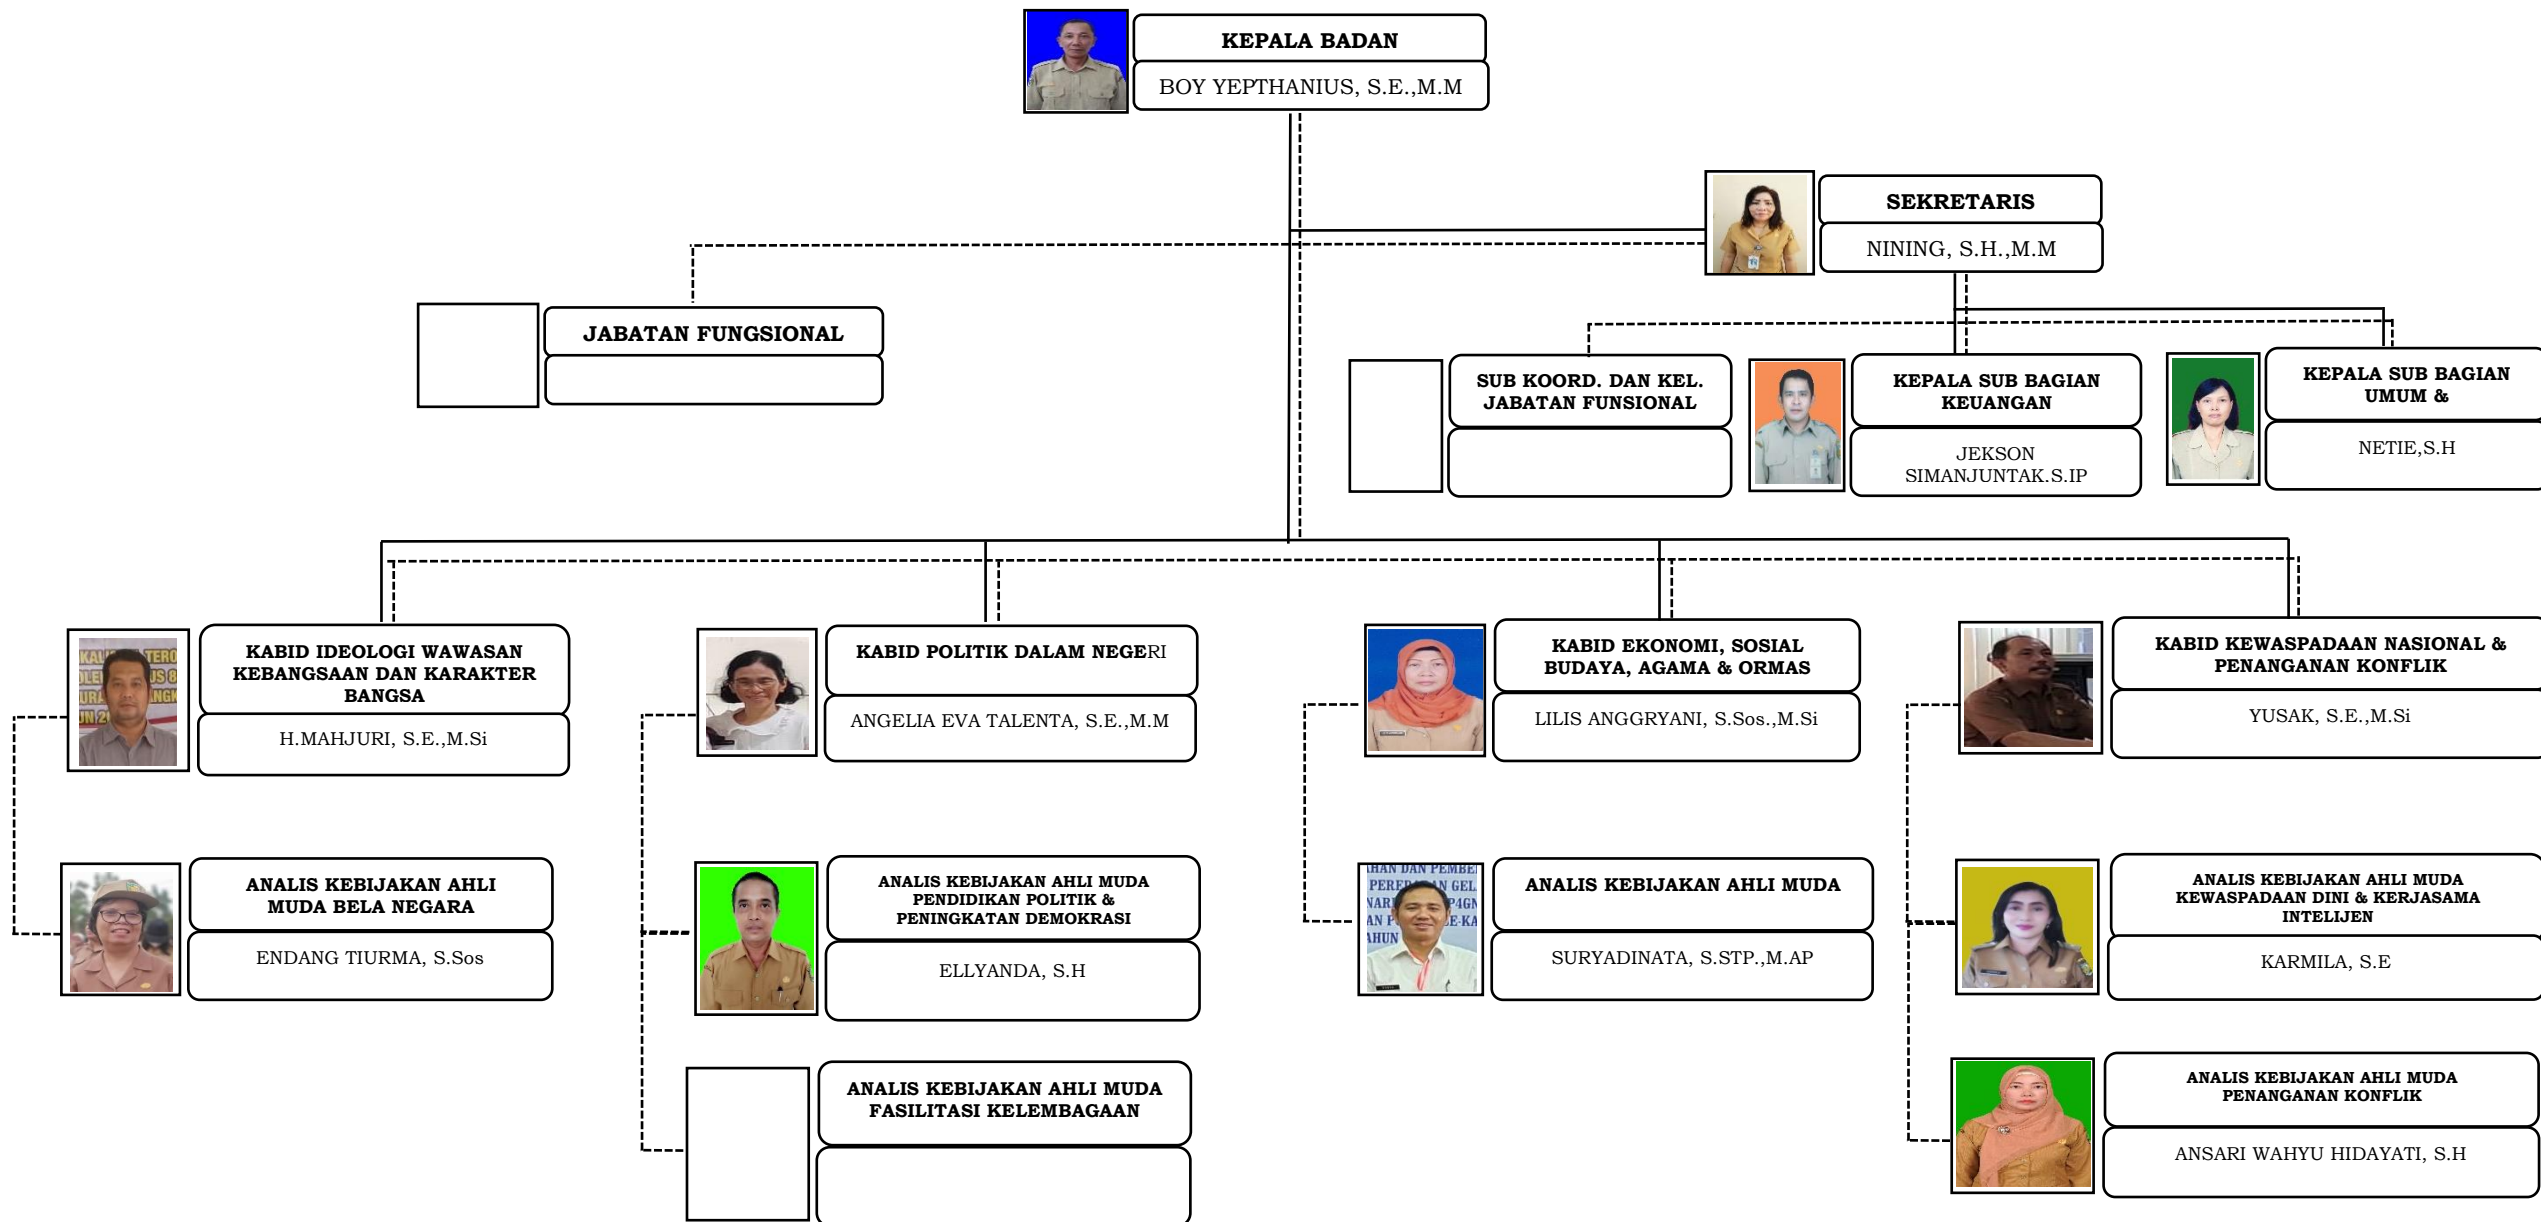 KEPALA BADAN
BOY YEPTHANIUS, S.E.,M.M
SEKRETARIS
NINING, S.H.,M.M
JABATAN FUNGSIONAL
SUB KOORD. DAN KEL.
JABATAN FUNSIONAL
KEPALA SUB BAGIAN
KEUANGAN
JEKSON
SIMANJUNTAK.S.IP
KEPALA SUB BAGIAN
UMUM &
NETIE,S.H
KABID IDEOLOGI WAWASAN
KEBANGSAAN DAN KARAKTER
BANGSA
H.MAHJURI, S.E.,M.Si
KABID POLITIK DALAM NEGERI
ANGELIA EVA TALENTA, S.E.,M.M
KABID EKONOMI, SOSIAL
BUDAYA, AGAMA & ORMAS
LILIS ANGGRYANI, S.Sos.,M.Si
KABID KEWASPADAAN NASIONAL &
PENANGANAN KONFLIK
YUSAK, S.E.,M.Si
ANALIS KEBIJAKAN AHLI
MUDA BELA NEGARA
ENDANG TIURMA, S.Sos
ANALIS KEBIJAKAN AHLI MUDA
PENDIDIKAN POLITIK &
PENINGKATAN DEMOKRASI
ELLYANDA, S.H
ANALIS KEBIJAKAN AHLI MUDA
SURYADINATA, S.STP.,M.AP
ANALIS KEBIJAKAN AHLI MUDA
KEWASPADAAN DINI & KERJASAMA
INTELIJEN
KARMILA, S.E
ANALIS KEBIJAKAN AHLI MUDA
FASILITASI KELEMBAGAAN
ANALIS KEBIJAKAN AHLI MUDA
PENANGANAN KONFLIK
ANSARI WAHYU HIDAYATI, S.H